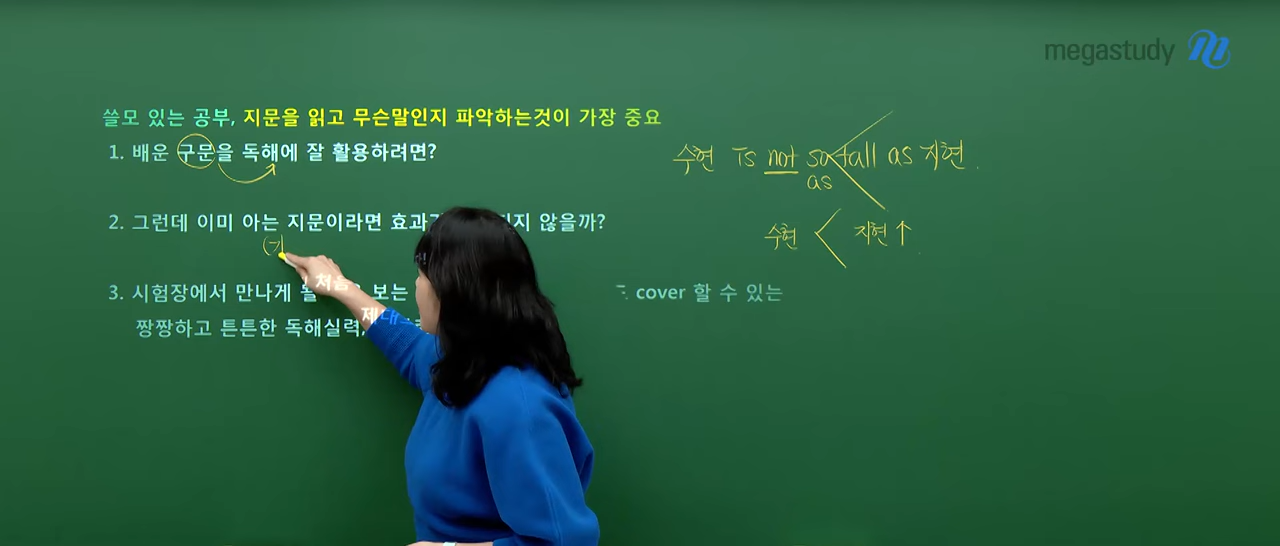 megastudy
쓸모 있는 공부, 지문을 읽고 무슨말인지 파악하는것이 가장 중요
1. 배운 구문을 독해에 잘 활용하려면?
수현 is not so tall as 지현.
as
2. 그런데 이미 아는 지문이라면 효과 않을까?
수현 < 지현 ↑
3. 시험장에서 만나게 될 처음 보는 cover 할 수 있는
짱짱하고 튼튼한 독해실력,